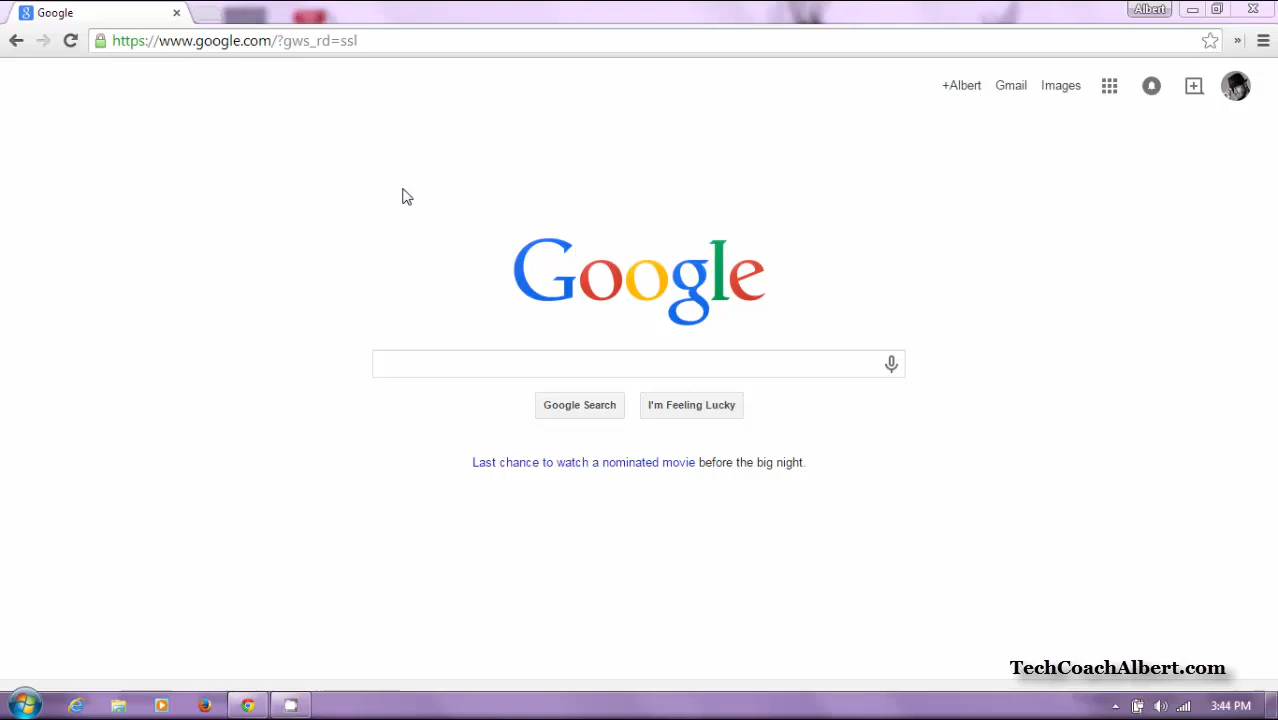 Google
Albert
https://www.google.com/?gws_rd=ssl
+Albert Gmail Images
Google
Google Search I'm Feeling Lucky
Last chance to watch a nominated movie before the big night.
TechCoachAlbert.com
3:44 PM